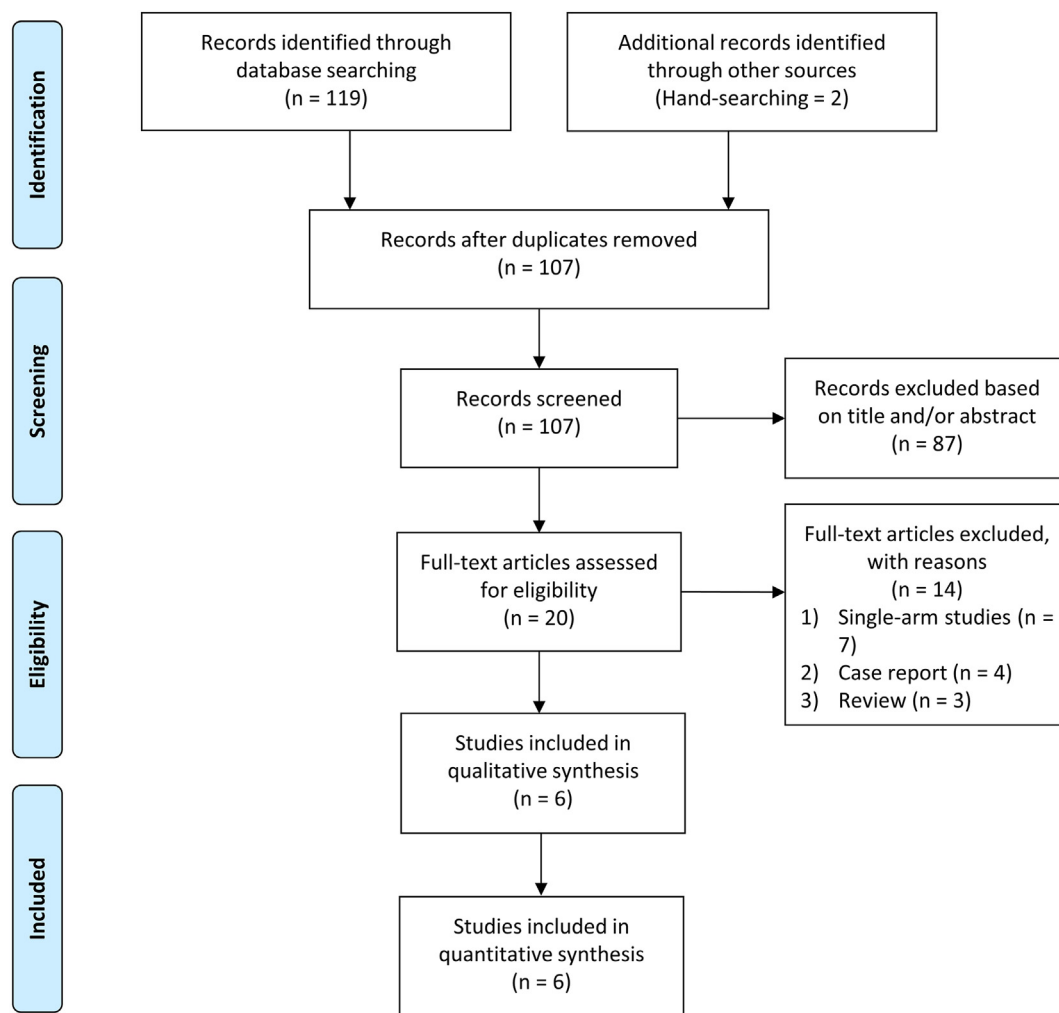 Identification
Records identified through
database searching
(n = 119)
Additional records identified
through other sources
(Hand-searching = 2)
Records after duplicates removed
(n = 107)
Screening
Records screened
(n = 107)
Records excluded based
on title and/or abstract
(n = 87)
Eligibility
Full-text articles assessed
for eligibility
(n = 20)
Full-text articles excluded,
with reasons
(n = 14)
1) Single-arm studies (n =
7)
2) Case report (n = 4)
3) Review (n = 3)
Studies included in
qualitative synthesis
(n = 6)
Included
Studies included in
quantitative synthesis
(n = 6)